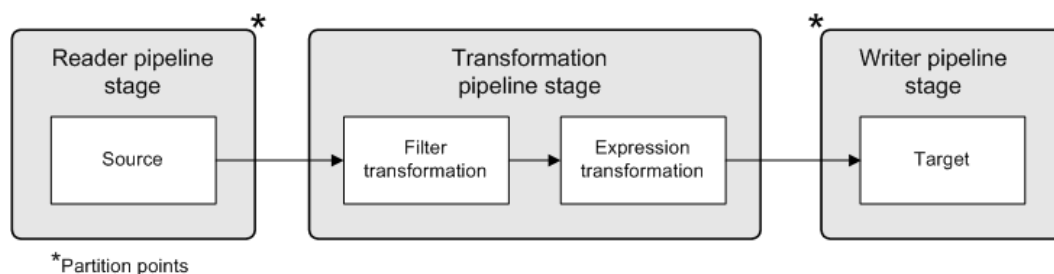 *
*
Reader pipeline
stage
Transformation
pipeline stage
Writer pipeline
stage
Source
Filter
transformation
Expression
transformation
Target
*Partition points